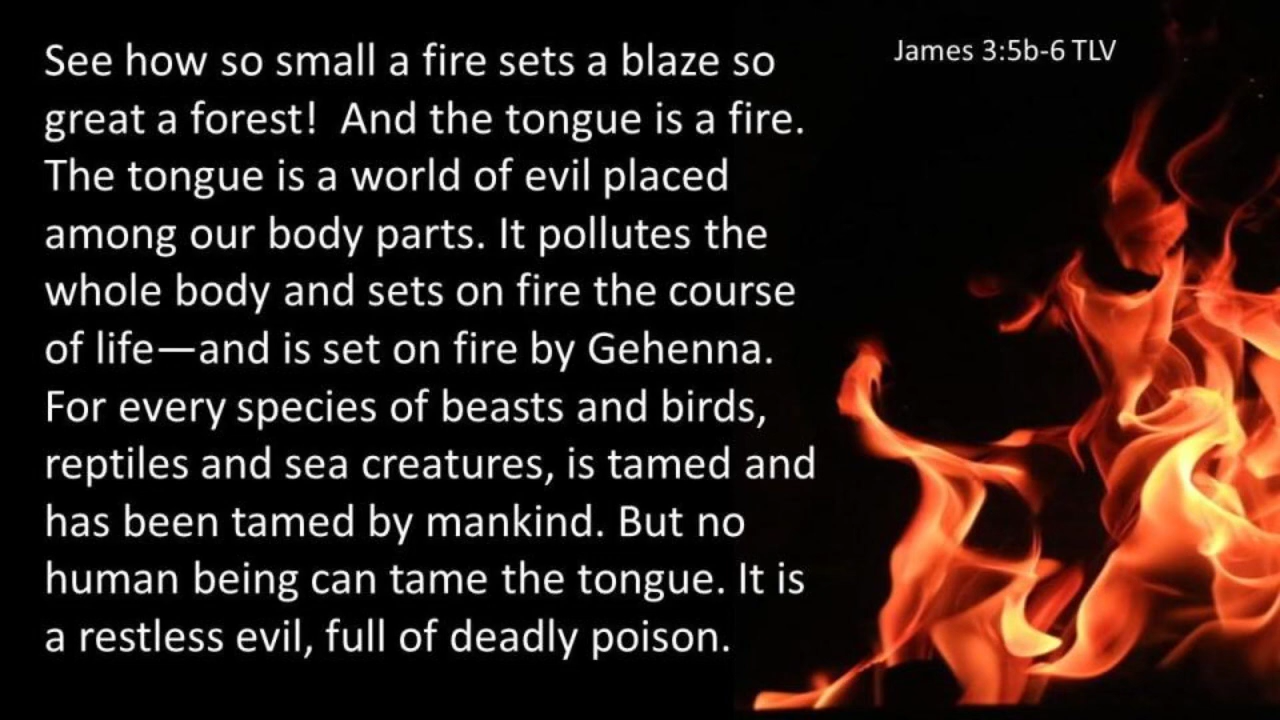 See how so small a fire sets a blaze so
great a forest!  And the tongue is a fire.
The tongue is a world of evil placed
among our body parts. It pollutes the
whole body and sets on fire the course
of life—and is set on fire by Gehenna.
For every species of beasts and birds,
reptiles and sea creatures, is tamed and
has been tamed by mankind. But no
human being can tame the tongue. It is
a restless evil, full of deadly poison.
James 3:5b-6 TLV